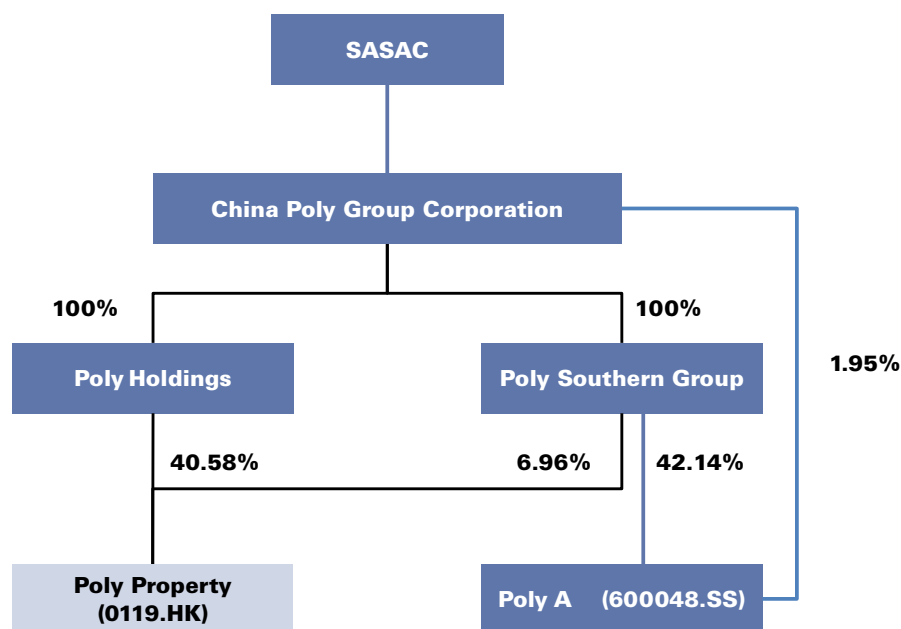 SASAC
China Poly Group Corporation
100%
100%
Poly Holdings
Poly Southern Group
1.95%
40.58%
6.96%
42.14%
Poly Property
(0119.HK)
Poly A (600048.SS)